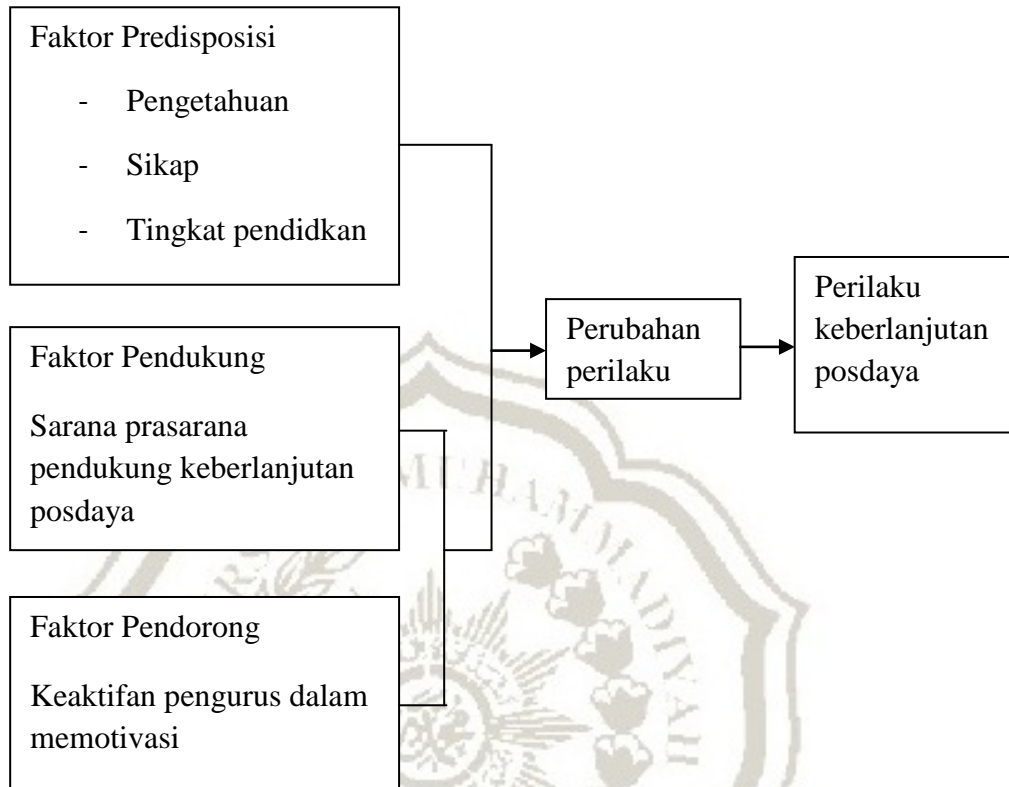 Faktor Predisposisi
- Pengetahuan
- Sikap
- Tingkat pendidkan
Faktor Pendukung
Sarana prasarana
pendukung keberlanjutan
posdaya
Faktor Pendorong
Keaktifan pengurus dalam
memotivasi
Perubahan
perilaku
Perilaku
keberlanjutan
posdaya
MUHAMMADIYAH